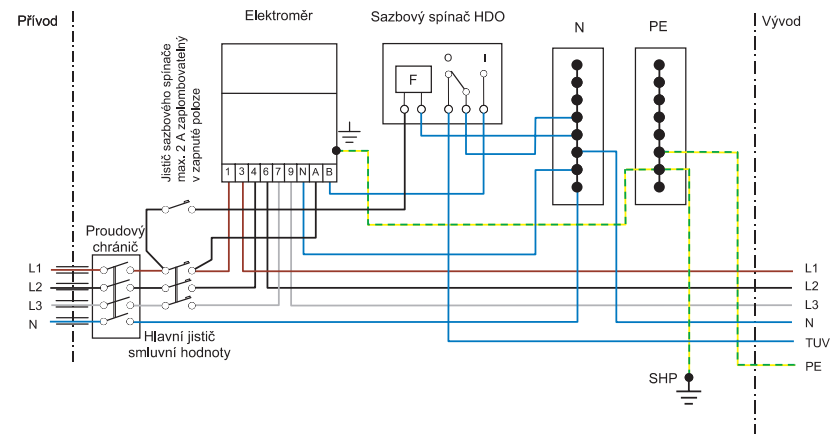 Přívod
Elektroměr
Sazbový spínač HDO
N
PE
Vývod
Jistič sazbového spínače
max. 2 A zaplombovatelný
v zapnuté poloze
F
O
I
1 3 4 6 7 9 N A B
Proudový
chránič
L1
L2
L3
N
Hlavní jistič
smluvní hodnoty
SHP
L1
L2
L3
N
TUV
PE